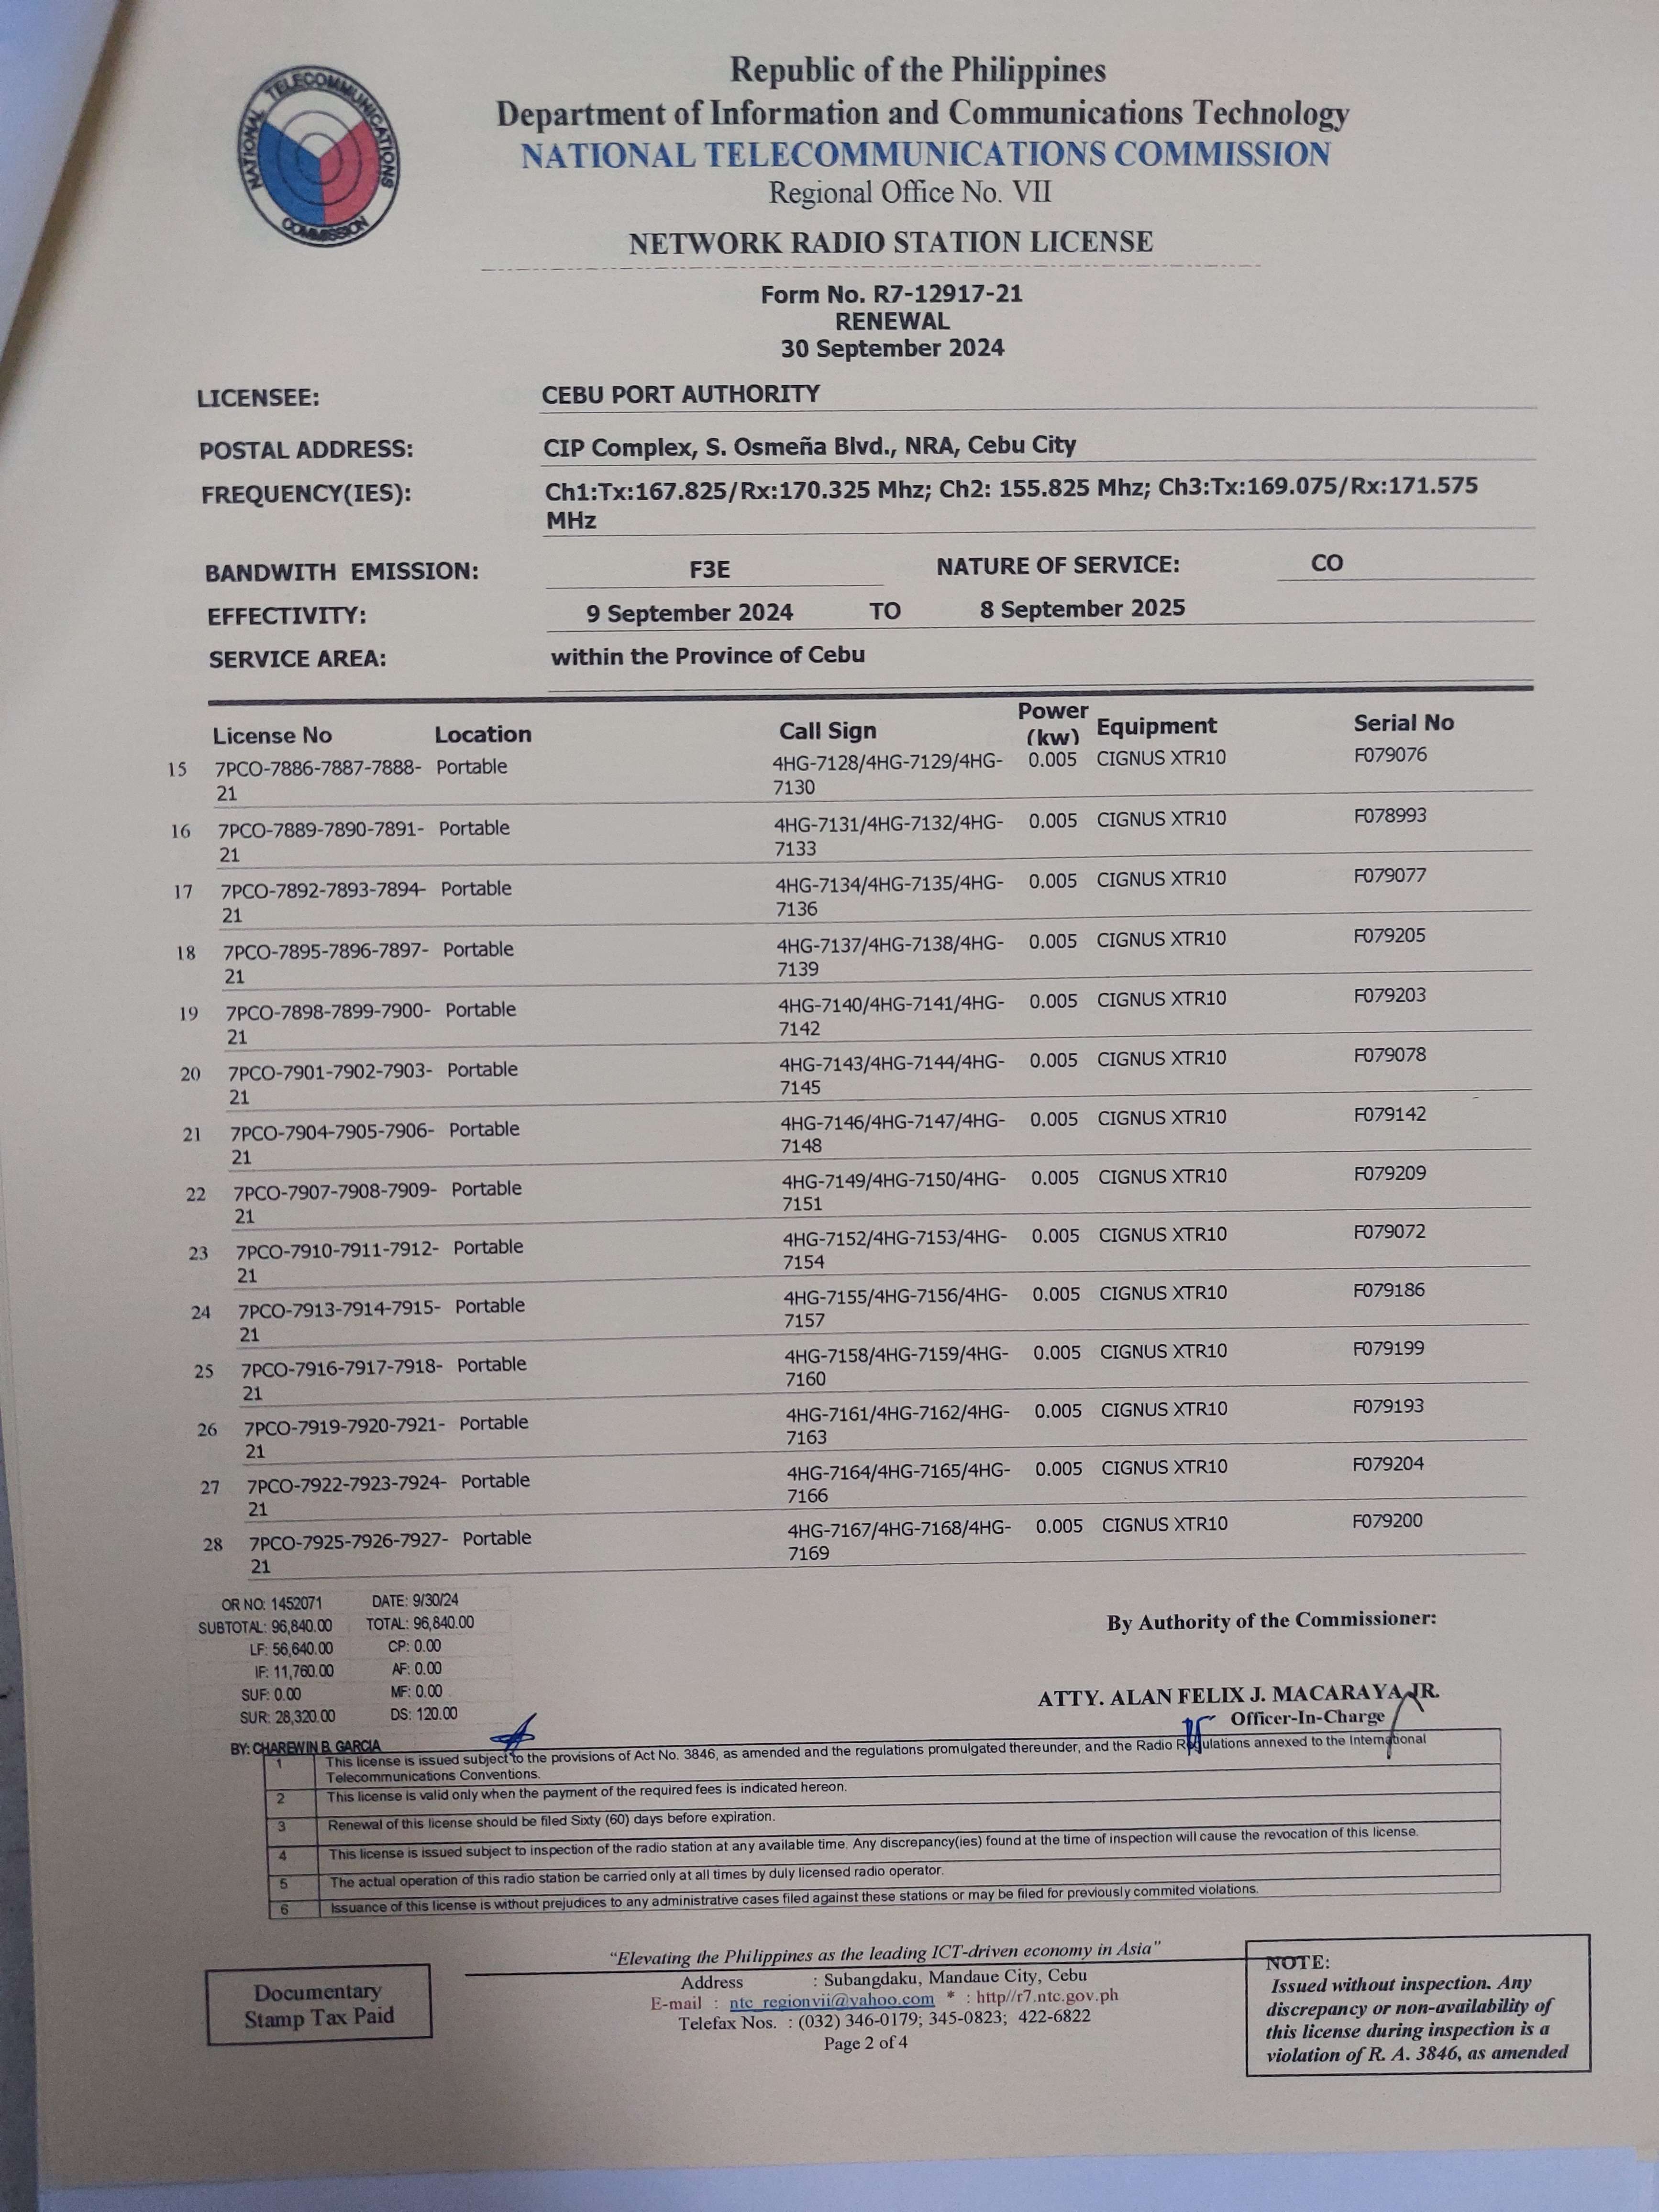 NATIONAL TELECOMMUNICATIONS
COMMISSION
Republic of the Philippines
Department of Information and Communications Technology
NATIONAL TELECOMMUNICATIONS COMMISSION
Regional Office No. VII
NETWORK RADIO STATION LICENSE
Form No. R7-12917-21
RENEWAL
30 September 2024
LICENSEE: CEBU PORT AUTHORITY
POSTAL ADDRESS: CIP Complex, S. Osmeña Blvd., NRA, Cebu City
FREQUENCY(IES): Ch1:Tx:167.825/Rx:170.325 Mhz; Ch2: 155.825 Mhz; Ch3:Tx:169.075/Rx:171.575
MHz
BANDWITH EMISSION: F3E NATURE OF SERVICE: CO
EFFECTIVITY: 9 September 2024 TO 8 September 2025
SERVICE AREA: within the Province of Cebu
License No Location Call Sign Power (kw) Equipment Serial No
15 7PCO-7886-7887-7888- Portable 4HG-7128/4HG-7129/4HG- 0.005 CIGNUS XTR10 F079076
21 7130
16 7PCO-7889-7890-7891- Portable 4HG-7131/4HG-7132/4HG- 0.005 CIGNUS XTR10 F078993
21 7133
17 7PCO-7892-7893-7894- Portable 4HG-7134/4HG-7135/4HG- 0.005 CIGNUS XTR10 F079077
21 7136
18 7PCO-7895-7896-7897- Portable 4HG-7137/4HG-7138/4HG- 0.005 CIGNUS XTR10 F079205
21 7139
19 7PCO-7898-7899-7900- Portable 4HG-7140/4HG-7141/4HG- 0.005 CIGNUS XTR10 F079203
21 7142
20 7PCO-7901-7902-7903- Portable 4HG-7143/4HG-7144/4HG- 0.005 CIGNUS XTR10 F079078
21 7145
21 7PCO-7904-7905-7906- Portable 4HG-7146/4HG-7147/4HG- 0.005 CIGNUS XTR10 F079142
21 7148
22 7PCO-7907-7908-7909- Portable 4HG-7149/4HG-7150/4HG- 0.005 CIGNUS XTR10 F079209
21 7151
23 7PCO-7910-7911-7912- Portable 4HG-7152/4HG-7153/4HG- 0.005 CIGNUS XTR10 F079072
21 7154
24 7PCO-7913-7914-7915- Portable 4HG-7155/4HG-7156/4HG- 0.005 CIGNUS XTR10 F079186
21 7157
25 7PCO-7916-7917-7918- Portable 4HG-7158/4HG-7159/4HG- 0.005 CIGNUS XTR10 F079199
21 7160
26 7PCO-7919-7920-7921- Portable 4HG-7161/4HG-7162/4HG- 0.005 CIGNUS XTR10 F079193
21 7163
27 7PCO-7922-7923-7924- Portable 4HG-7164/4HG-7165/4HG- 0.005 CIGNUS XTR10 F079204
21 7166
28 7PCO-7925-7926-7927- Portable 4HG-7167/4HG-7168/4HG- 0.005 CIGNUS XTR10 F079200
21 7169
OR NO: 1452071 DATE: 9/30/24
SUBTOTAL: 96,840.00 TOTAL: 96,840.00
LF: 56,640.00 CP: 0.00
IF: 11,760.00 AF: 0.00
SUF: 0.00 MF: 0.00
SUR: 28,320.00 DS: 120.00
BY: CHAREWIN B. GARCIA
By Authority of the Commissioner:
ATTY. ALAN FELIX J. MACARAYA, JR.
Officer-In-Charge
1 This license is issued subject to the provisions of Act No. 3846, as amended and the regulations promulgated thereunder, and the Radio Regulations annexed to the International
Telecommunications Conventions.
2 This license is valid only when the payment of the required fees is indicated hereon.
3 Renewal of this license should be filed Sixty (60) days before expiration.
4 This license is issued subject to inspection of the radio station at any available time. Any discrepancy(ies) found at the time of inspection will cause the revocation of this license.
5 The actual operation of this radio station be carried only at all times by duly licensed radio operator.
6 Issuance of this license is without prejudices to any administrative cases filed against these stations or may be filed for previously commited violations.
Documentary
Stamp Tax Paid
“Elevating the Philippines as the leading ICT-driven economy in Asia”
Address : Subangdaku, Mandaue City, Cebu
E-mail : ntc_regionvii@yahoo.com * : http//r7.ntc.gov.ph
Telefax Nos. : (032) 346-0179; 345-0823; 422-6822
Page 2 of 4
NOTE:
Issued without inspection. Any
discrepancy or non-availability of
this license during inspection is a
violation of R. A. 3846, as amended